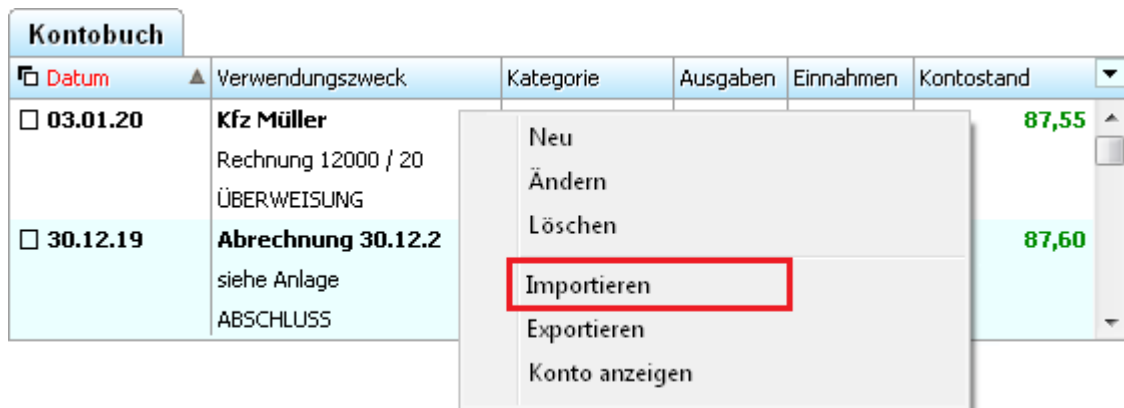 Kontobuch
Datum Verwendungszweck Kategorie Ausgaben Einnahmen Kontostand
03.01.20 Kfz Müller 87,55
Rechnung 12000 / 20
ÜBERWEISUNG
30.12.19 Abrechnung 30.12.2 87,60
siehe Anlage
ABSCHLUSS
Neu
Ändern
Löschen
Importieren
Exportieren
Konto anzeigen